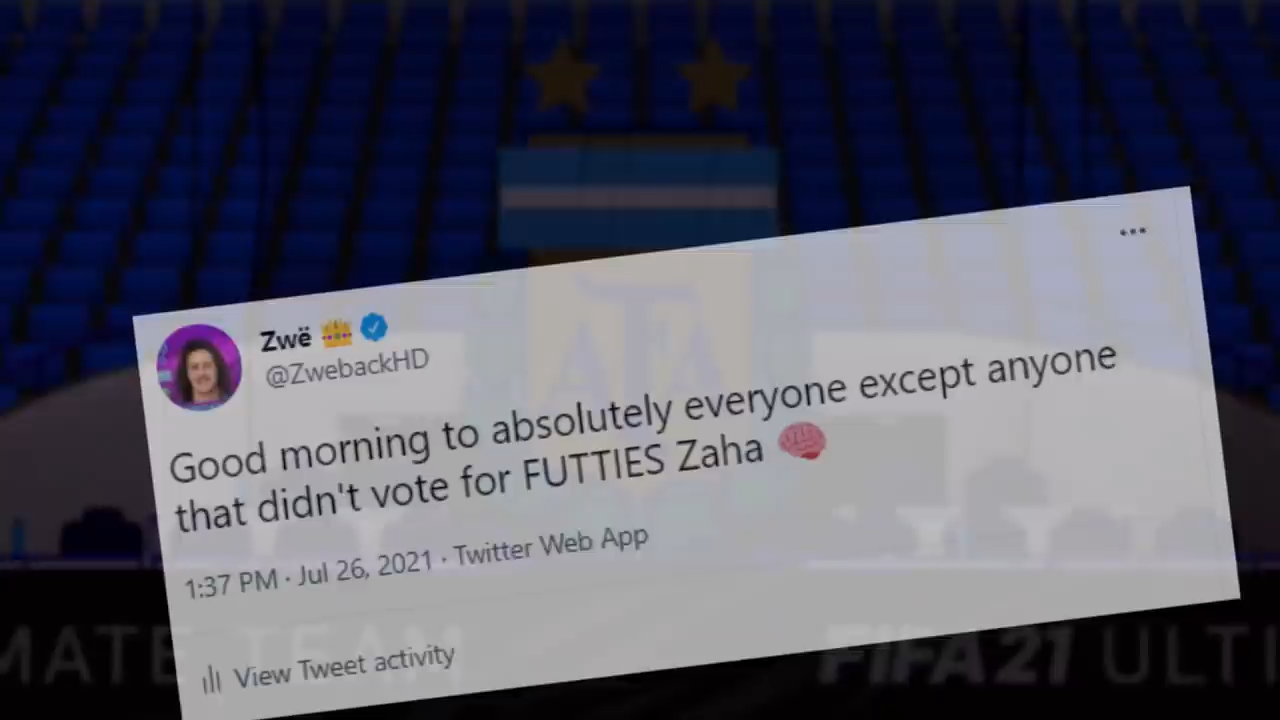 Zwë 👑
@ZwebackHD
Good morning to absolutely everyone except anyone
that didn't vote for FUTTIES Zaha 🧠
1:37 PM · Jul 26, 2021 · Twitter Web App
View Tweet activity
AFA
MATE TEAM
FIFA 21 ULTI